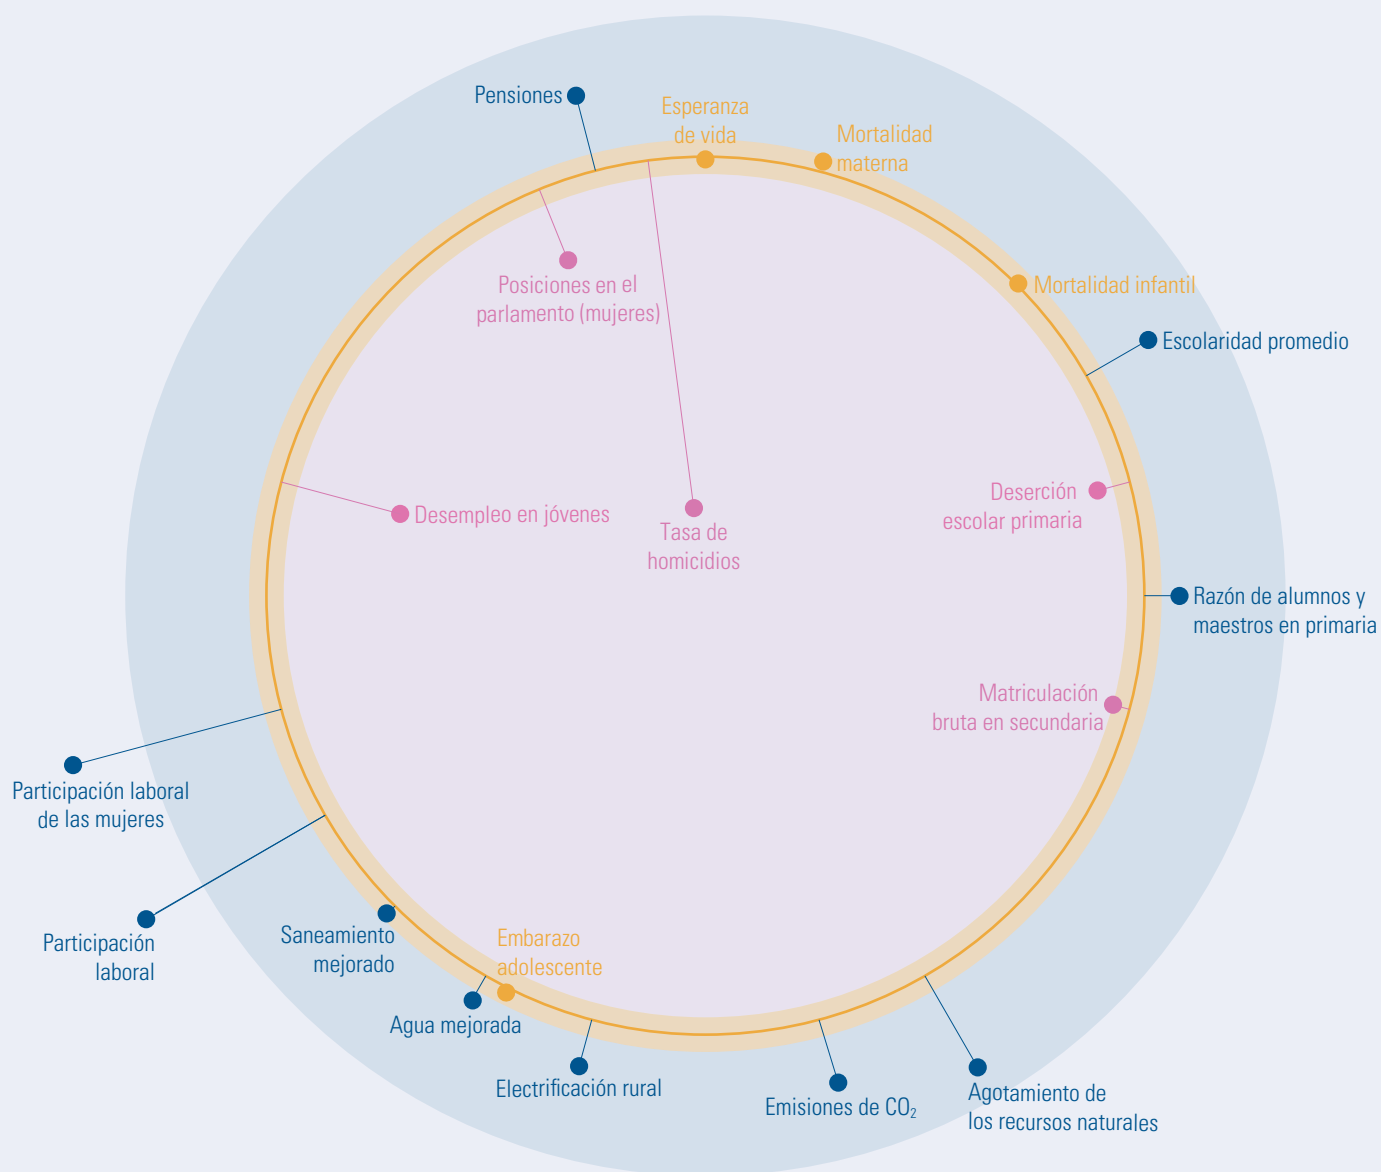 Pensiones
Esperanza
de vida
Mortalidad
materna
Posiciones en el
parlamento (mujeres)
Mortalidad infantil
Escolaridad promedio
Desempleo en jóvenes
Tasa de
homicidios
Deserción
escolar primaria
Razón de alumnos y
maestros en primaria
Matriculación
bruta en secundaria
Participación laboral
de las mujeres
Participación
laboral
Saneamiento
mejorado
Embarazo
adolescente
Agua mejorada
Electrificación rural
Emisiones de CO₂
Agotamiento de
los recursos naturales